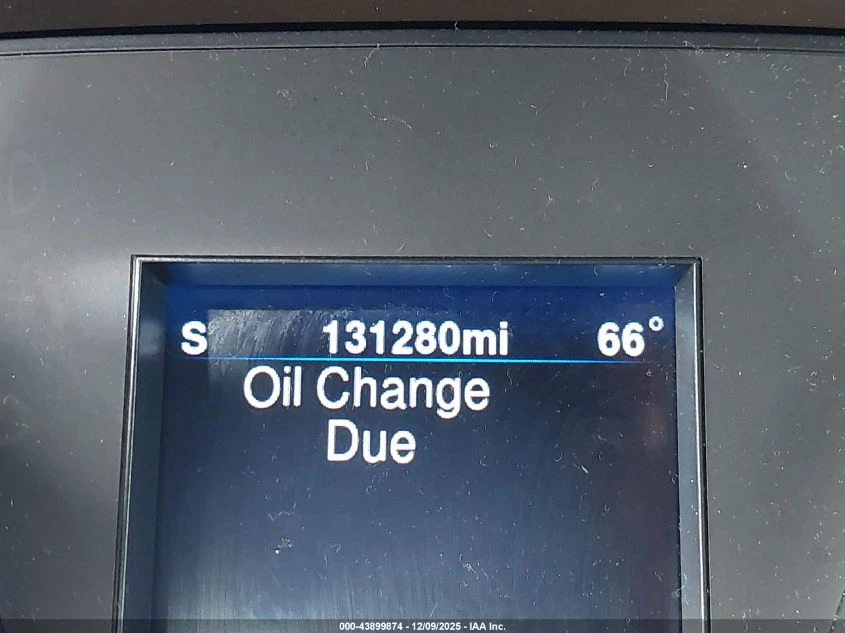 S 131280mi 66°
Oil Change
Due
000-43899874 - 12/09/2025 - IAA Inc.